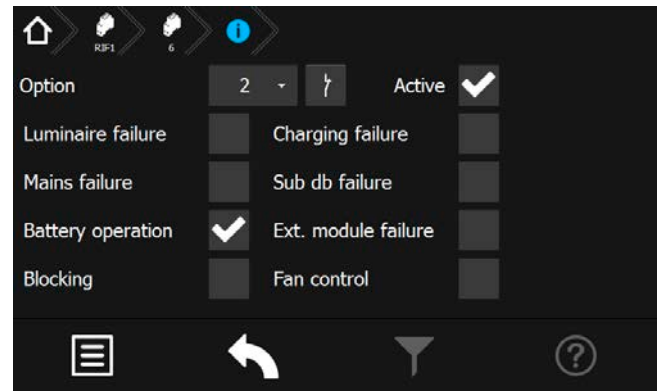 RIF1 6 i
Option 2 Active
Luminaire failure Charging failure
Mains failure Sub db failure
Battery operation Ext. module failure
Blocking Fan control
?